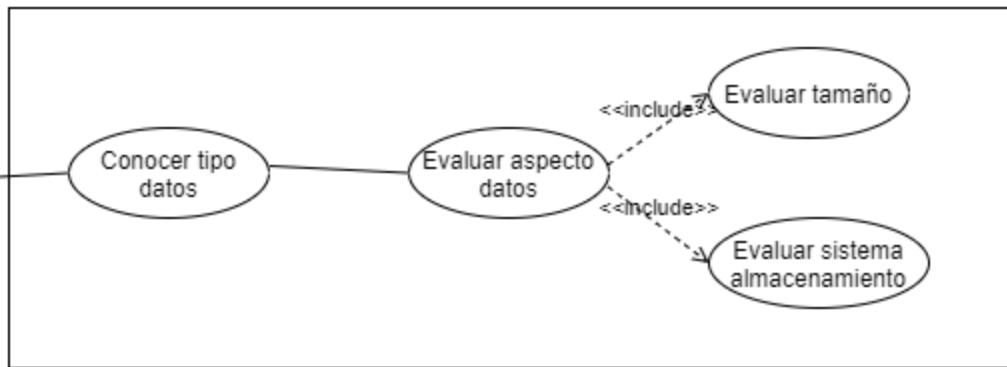 Conocer tipo
datos
Evaluar aspecto
datos
<<include>>
Evaluar tamaño
<<include>>
Evaluar sistema
almacenamiento